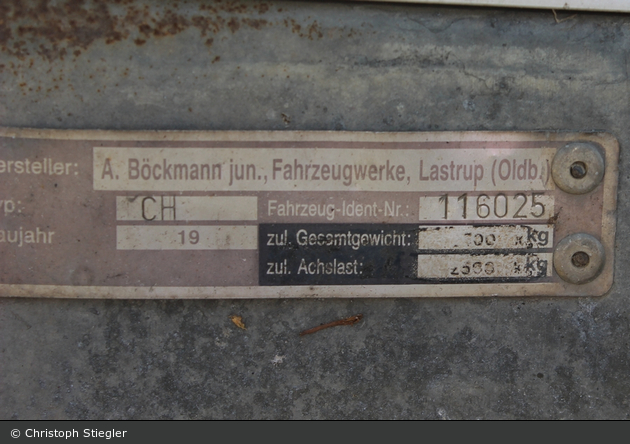 ersteller: A. Böckmann jun., Fahrzeugwerke, Lastrup (Oldb.)
yp: CH Fahrzeug-Ident-Nr.: 116025
aujahr 19 zul. Gesamtgewicht: kg
zul. Achslast: kg
© Christoph Stiegler